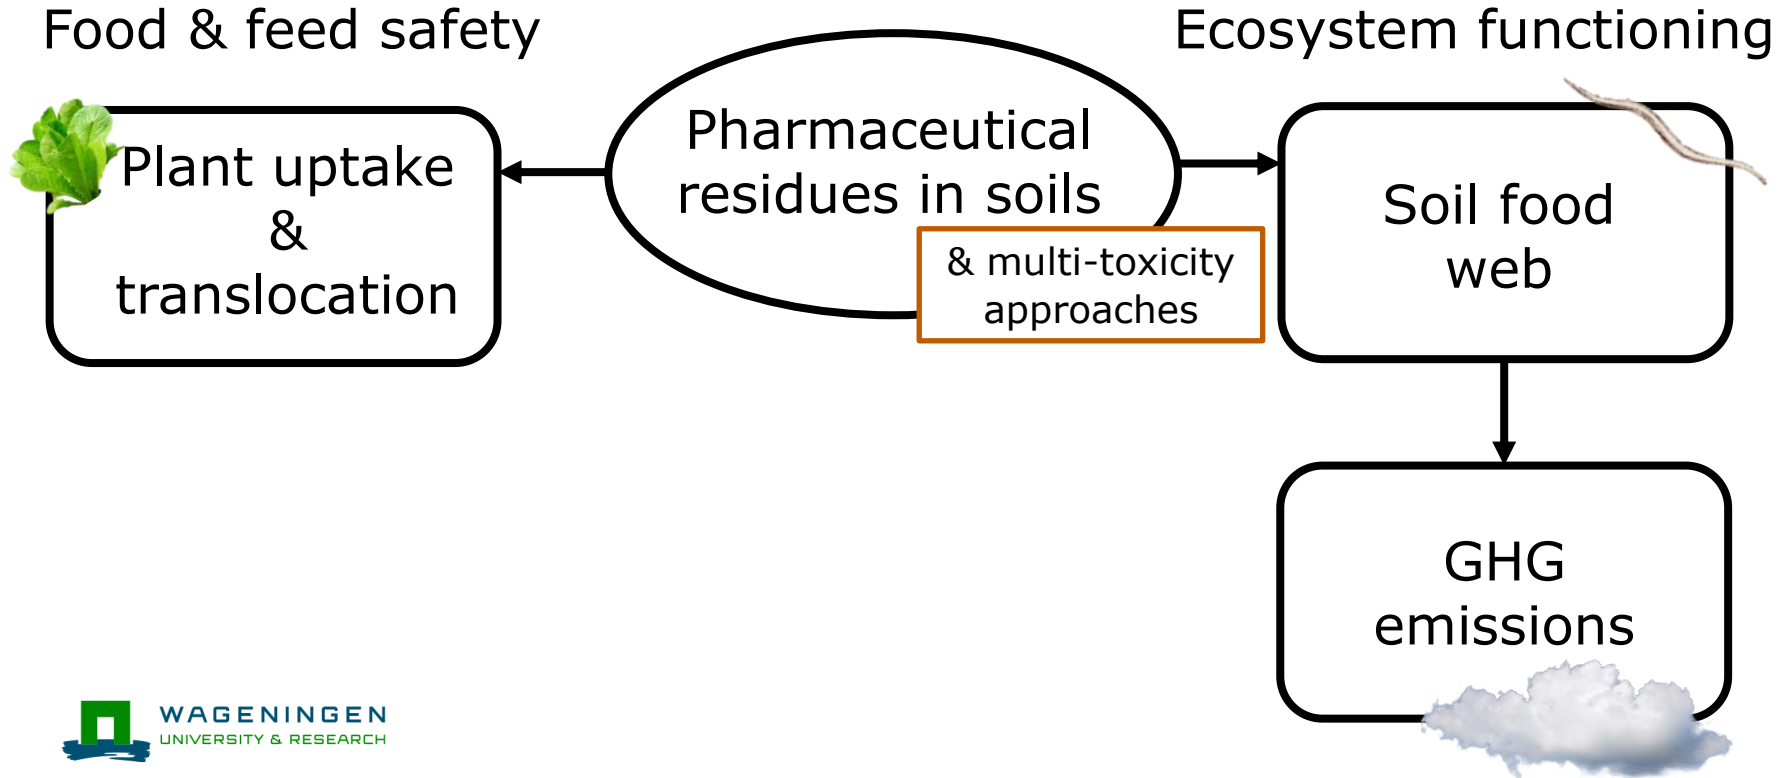 Food & feed safety
Ecosystem functioning
Plant uptake
&
translocation
Pharmaceutical
residues in soils
& multi-toxicity
approaches
Soil food
web
GHG
emissions
WAGENINGEN
UNIVERSITY & RESEARCH